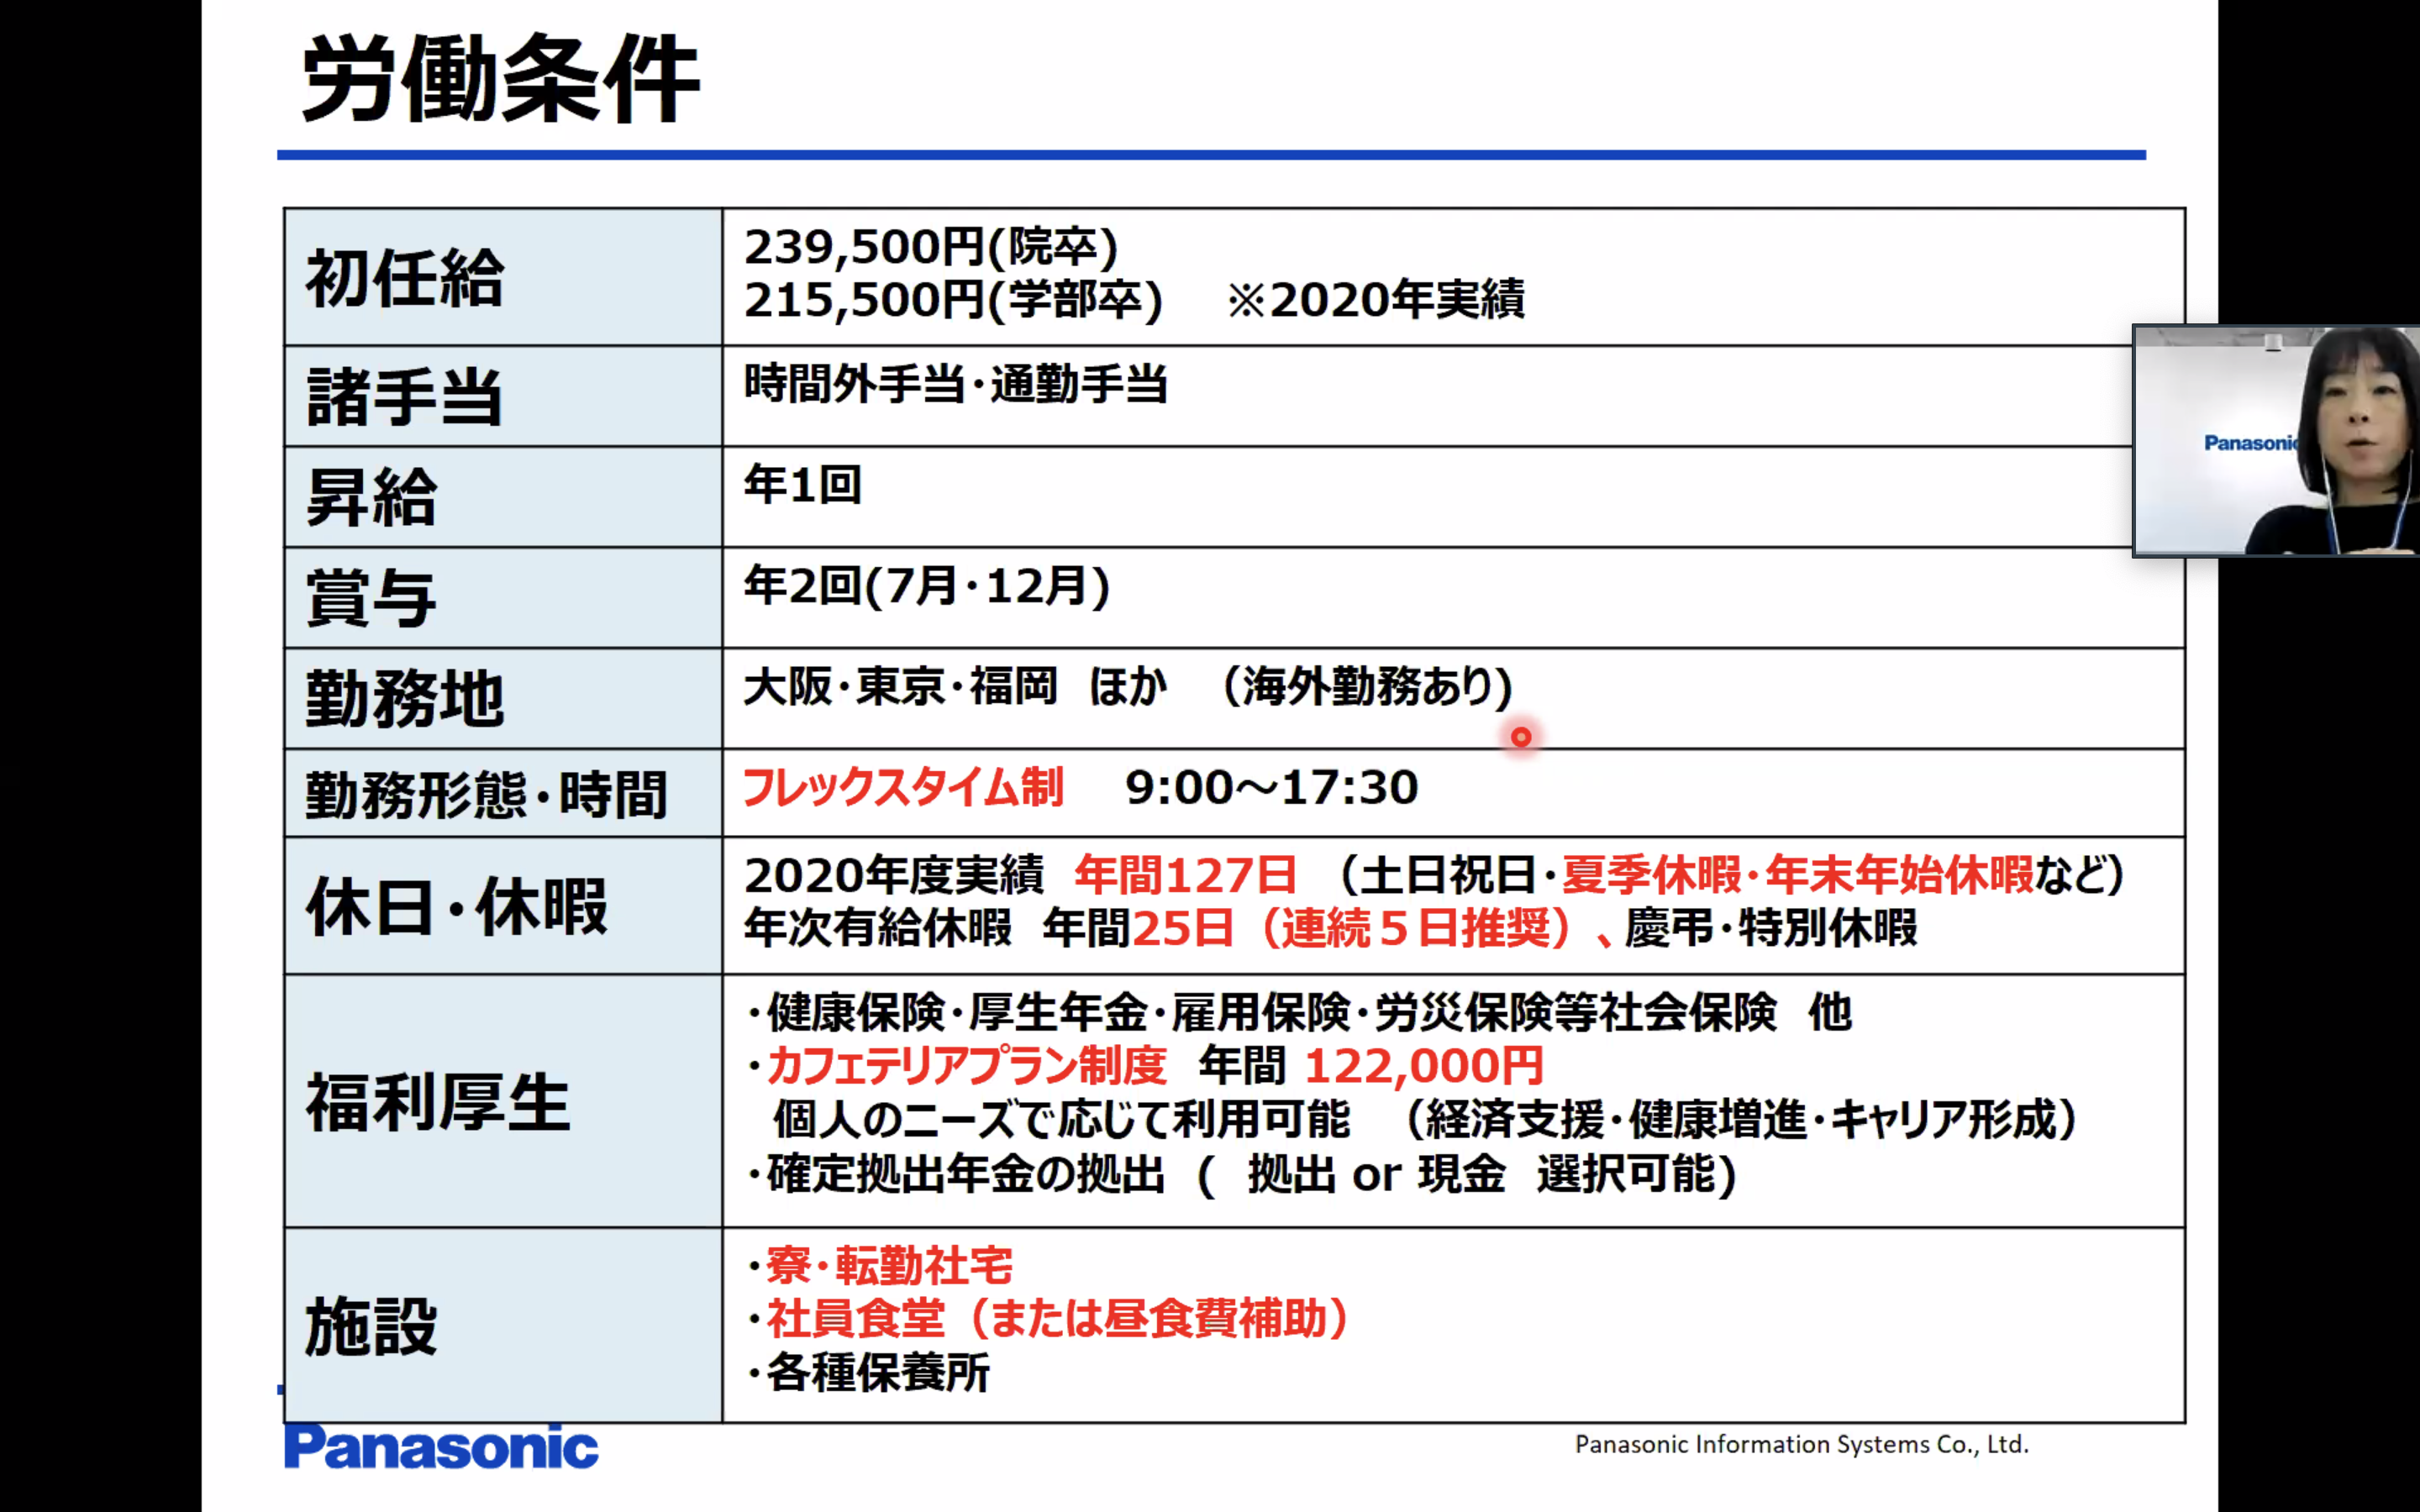 労働条件
初任給
239,500円(院卒)
215,500円(学部卒)　※2020年実績
諸手当
時間外手当・通勤手当
昇給
年1回
賞与
年2回(7月・12月)
勤務地
大阪・東京・福岡 ほか （海外勤務あり)
勤務形態・時間
フレックスタイム制　9:00～17:30
休日・休暇
2020年度実績 年間127日 （土日祝日・夏季休暇・年末年始休暇など）
年次有給休暇 年間25日（連続５日推奨）、慶弔・特別休暇
福利厚生
・健康保険・厚生年金・雇用保険・労災保険等社会保険 他
・カフェテリアプラン制度 年間 122,000円
個人のニーズで応じて利用可能 （経済支援・健康増進・キャリア形成）
・確定拠出年金の拠出 ( 拠出 or 現金 選択可能)
施設
・寮・転勤社宅
・社員食堂（または昼食費補助）
・各種保養所
Panasonic
Panasonic Information Systems Co., Ltd.
Panasonic